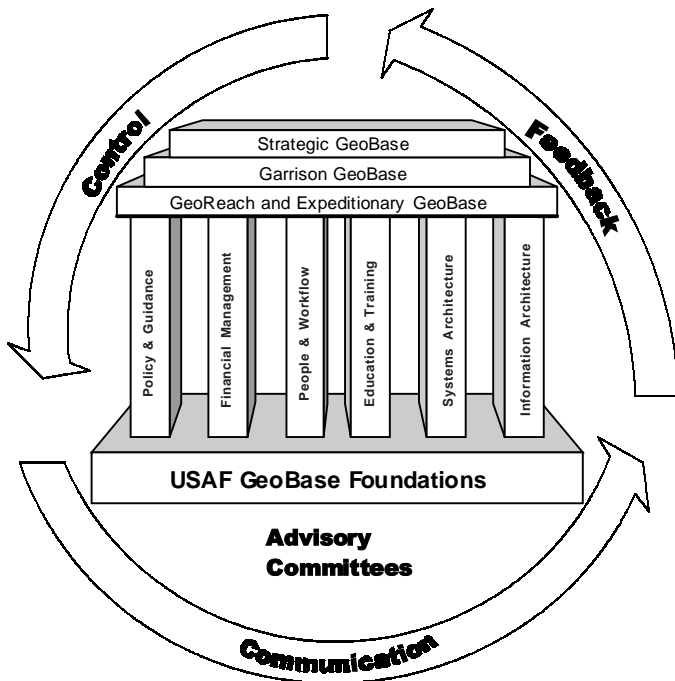 Control
Feedback
Strategic GeoBase
Garrison GeoBase
GeoReach and Expeditionary GeoBase
Policy & Guidance
Financial Management
People & Workflow
Education & Training
Systems Architecture
Information Architecture
USAF GeoBase Foundations
Advisory
Committees
Communication